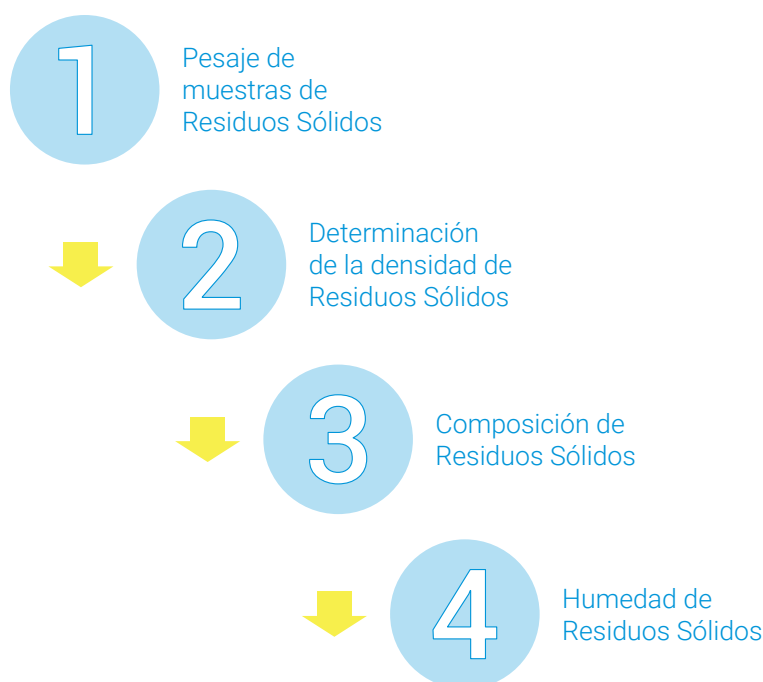 1
Pesaje de
muestras de
Residuos Sólidos
2
Determinación
de la densidad de
Residuos Sólidos
3
Composición de
Residuos Sólidos
4
Humedad de
Residuos Sólidos